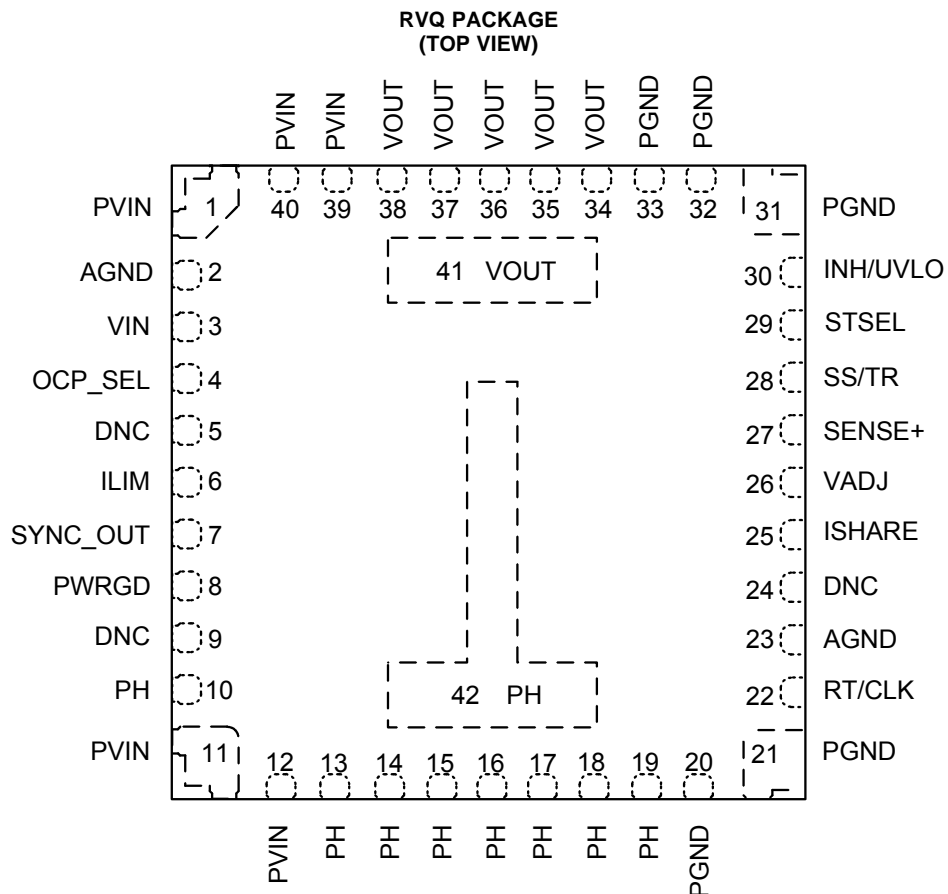 RVQ PACKAGE
(TOP VIEW)
PVIN
PVIN
VOUT
VOUT
VOUT
VOUT
VOUT
PGND
PGND
40 39 38 37 36 35 34 33 32
PVIN 1
31 PGND
AGND 2
41 VOUT
30 INH/UVLO
VIN 3
29 STSEL
OCP_SEL 4
28 SS/TR
DNC 5
27 SENSE+
ILIM 6
26 VADJ
SYNC_OUT 7
25 ISHARE
PWRGD 8
24 DNC
DNC 9
23 AGND
PH 10
42 PH
22 RT/CLK
PVIN 11
21 PGND
12 13 14 15 16 17 18 19 20
PVIN
PH
PH
PH
PH
PH
PH
PH
PGND